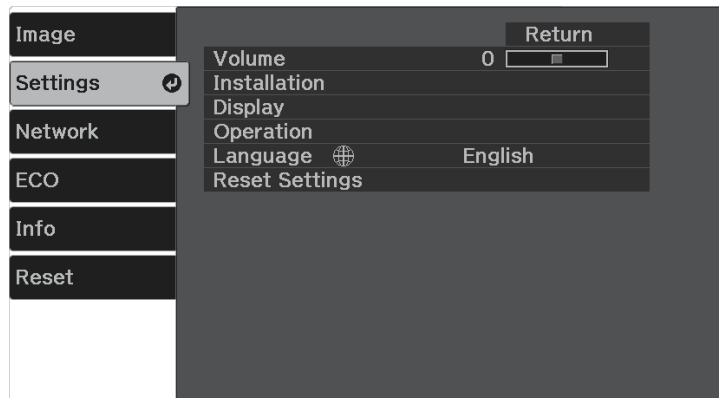 Image
Settings
Network
ECO
Info
Reset
Return
Volume 0
Installation
Display
Operation
Language English
Reset Settings